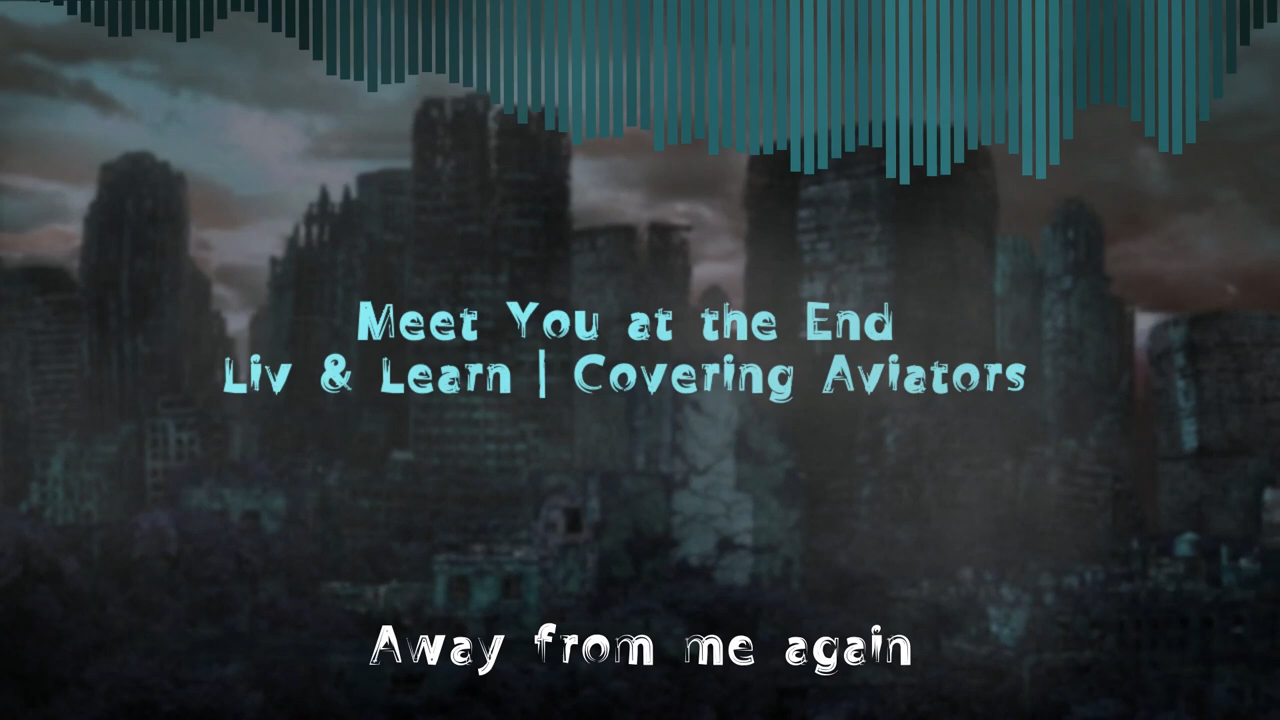 Meet You at the End
Liv & Learn | Covering Aviators
Away from me again